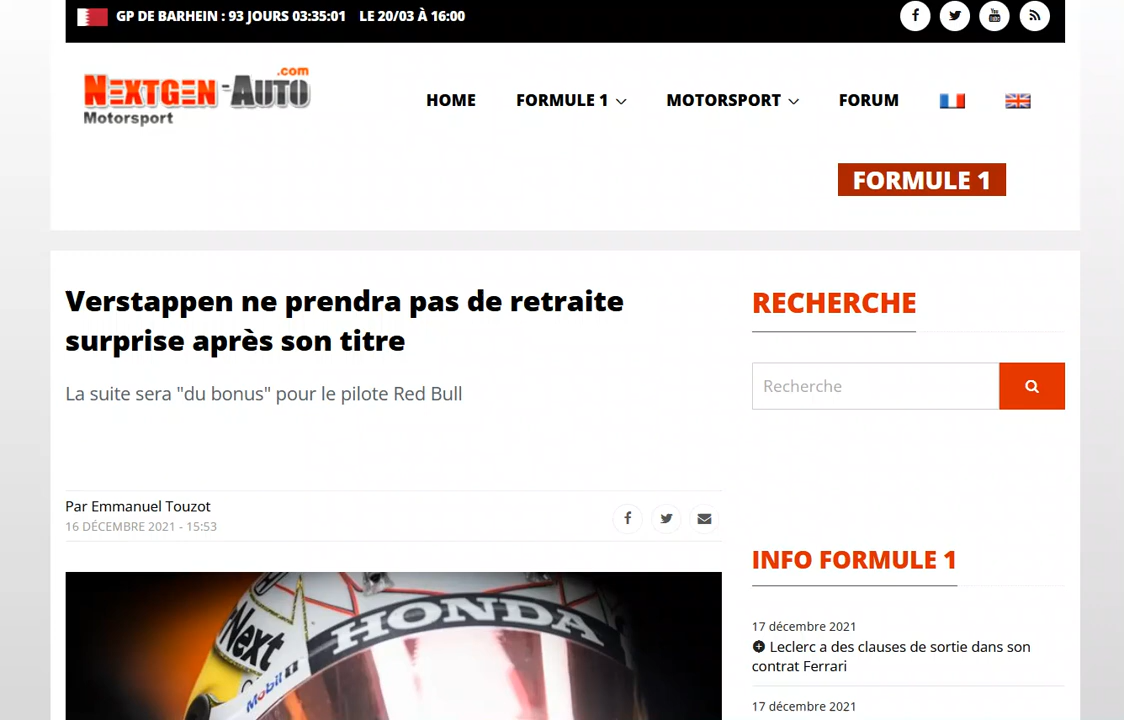 GP DE BARHEIN : 93 JOURS 03:35:01 LE 20/03 À 16:00
NEXTGEN-AUTO.com
Motorsport
HOME FORMULE 1 MOTORSPORT FORUM
FORMULE 1
Verstappen ne prendra pas de retraite
surprise après son titre
La suite sera "du bonus" pour le pilote Red Bull
Par Emmanuel Touzot
16 DÉCEMBRE 2021 - 15:53
HONDA
Next
Mobil 1
RECHERCHE
Recherche
INFO FORMULE 1
17 décembre 2021
Leclerc a des clauses de sortie dans son
contrat Ferrari
17 décembre 2021